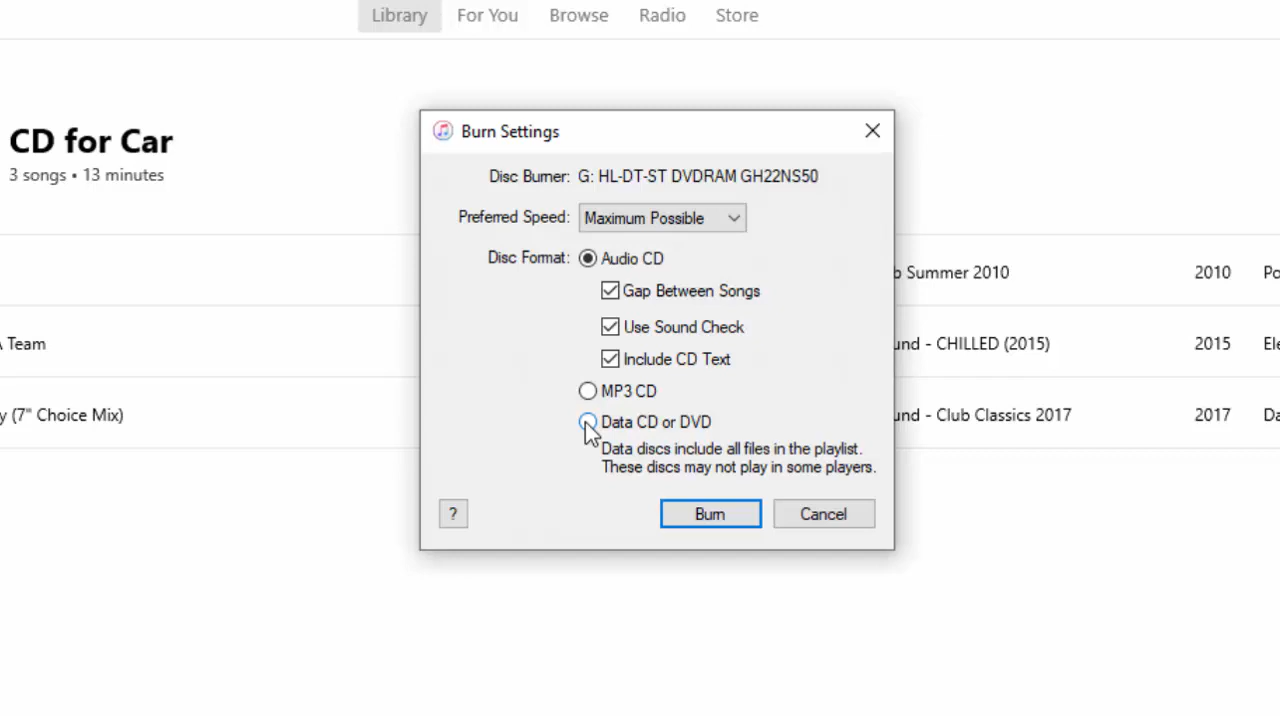 Library For You Browse Radio Store
CD for Car
3 songs • 13 minutes
Burn Settings
Disc Burner: G: HL-DT-ST DVDRAM GH22NS50
Preferred Speed: Maximum Possible
Disc Format: Audio CD
Gap Between Songs
Use Sound Check
Include CD Text
MP3 CD
Data CD or DVD
Data discs include all files in the playlist.
These discs may not play in some players.
? Burn Cancel
b Summer 2010 2010 Po
A Team und - CHILLED (2015) 2015 Ele
y (7" Choice Mix) und - Club Classics 2017 2017 Da